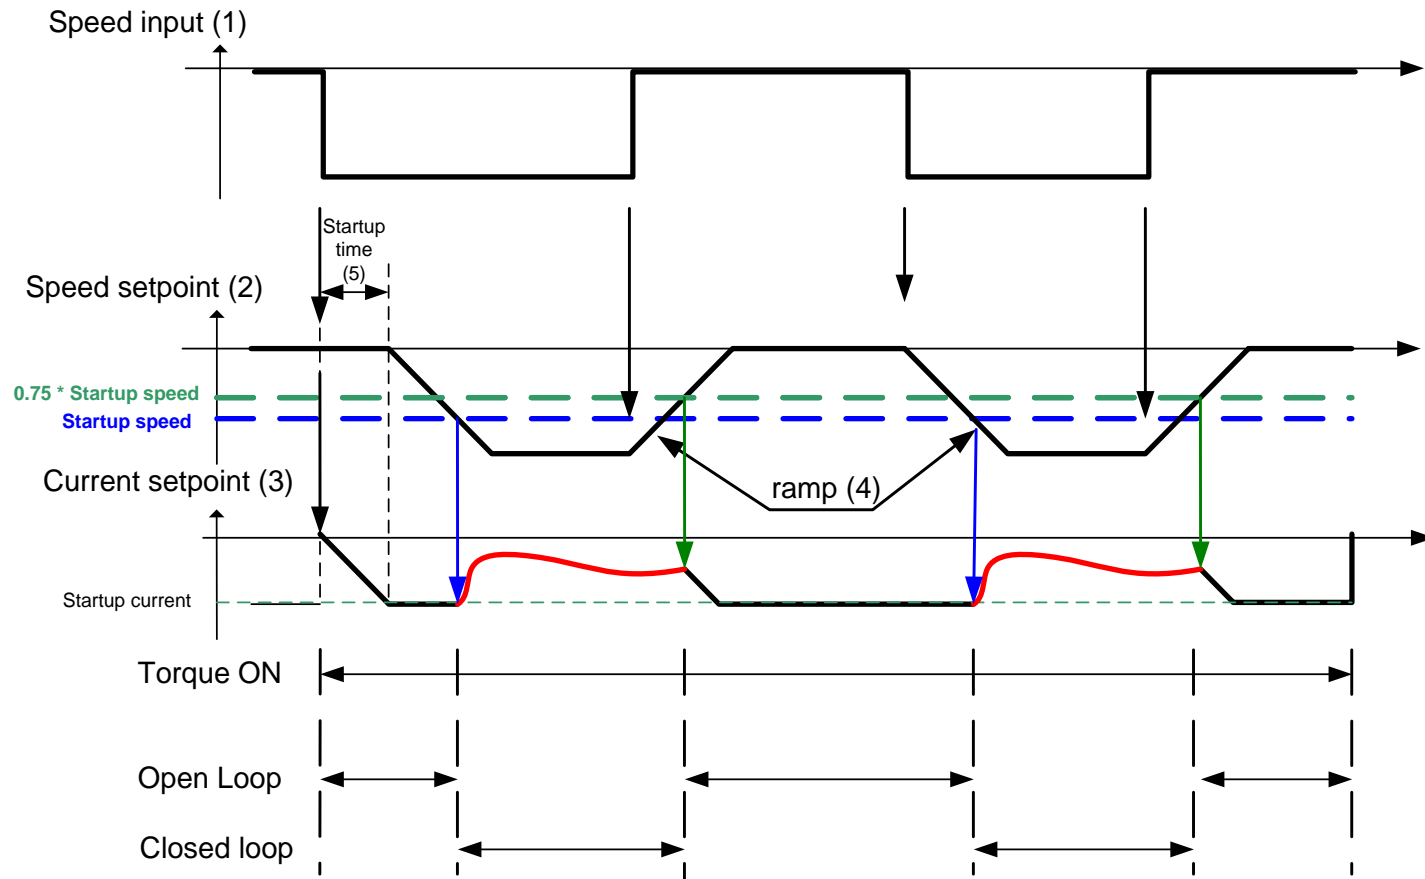 Speed input (1)
Startup
time
(5)
Speed setpoint (2)
0.75 * Startup speed
Startup speed
Current setpoint (3)
ramp (4)
Startup current
Torque ON
Open Loop
Closed loop